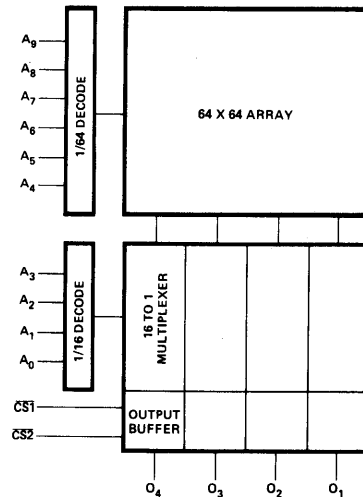 A9
A8
A7
A6
A5
A4
1/64 DECODE
64 X 64 ARRAY
A3
A2
A1
A0
1/16 DECODE
16 TO 1
MULTIPLEXER
CS1
CS2
OUTPUT
BUFFER
O4
O3
O2
O1